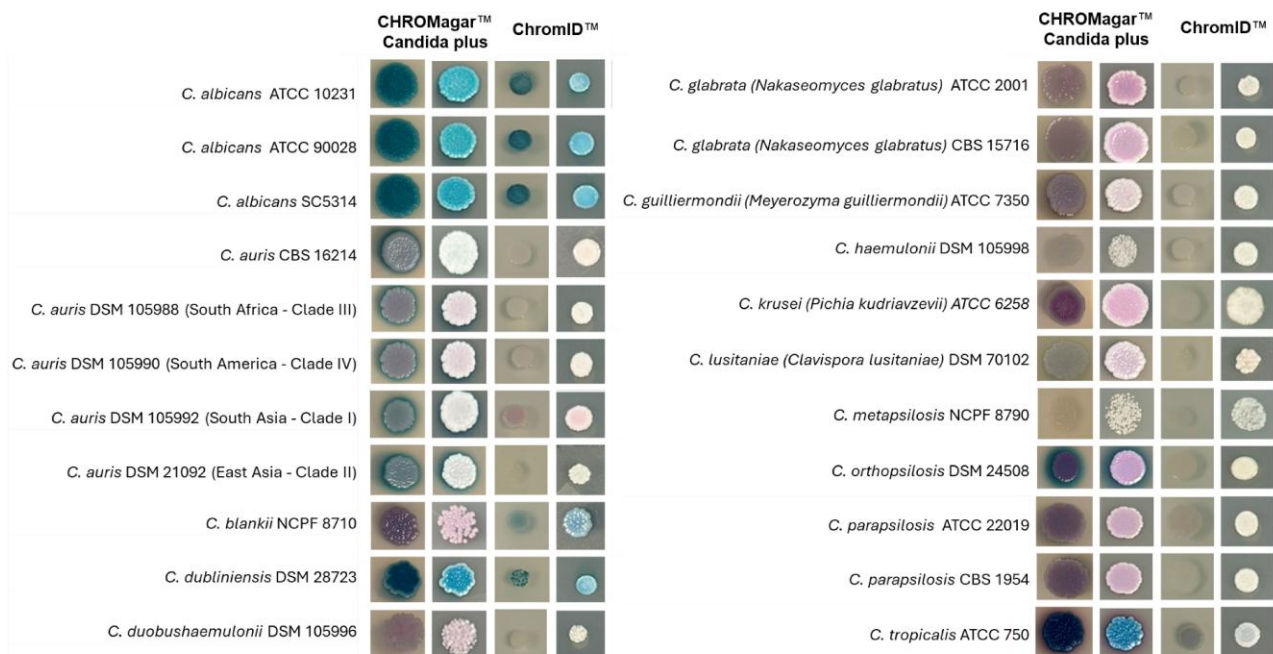 CHROMagar™
Candida plus
ChromID™
C. albicans ATCC 10231
C. albicans ATCC 90028
C. albicans SC5314
C. auris CBS 16214
C. auris DSM 105988 (South Africa - Clade III)
C. auris DSM 105990 (South America - Clade IV)
C. auris DSM 105992 (South Asia - Clade I)
C. auris DSM 21092 (East Asia - Clade II)
C. blankii NCPF 8710
C. dubliniensis DSM 28723
C. duobushaemulonii DSM 105996
CHROMagar™
Candida plus
ChromID™
C. glabrata (Nakaseomyces glabratus) ATCC 2001
C. glabrata (Nakaseomyces glabratus) CBS 15716
C. guilliermondii (Meyerozyma guilliermondii) ATCC 7350
C. haemulonii DSM 105998
C. krusei (Pichia kudriavzevii) ATCC 6258
C. lusitaniae (Clavispora lusitaniae) DSM 70102
C. metapsilosis NCPF 8790
C. orthopsilosis DSM 24508
C. parapsilosis ATCC 22019
C. parapsilosis CBS 1954
C. tropicalis ATCC 750